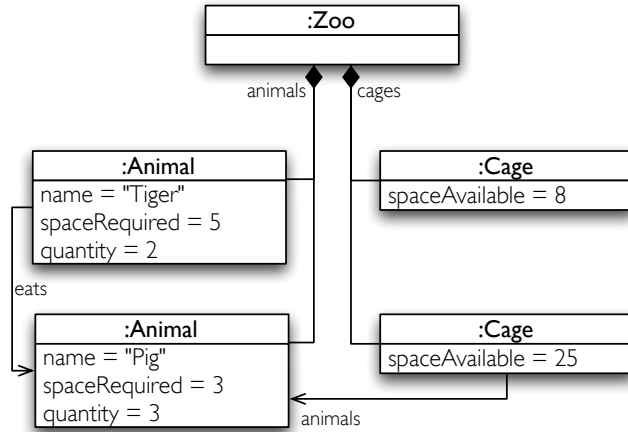 :Zoo
animals
cages
:Animal
name = "Tiger"
spaceRequired = 5
quantity = 2
:Cage
spaceAvailable = 8
eats
:Animal
name = "Pig"
spaceRequired = 3
quantity = 3
:Cage
spaceAvailable = 25
animals